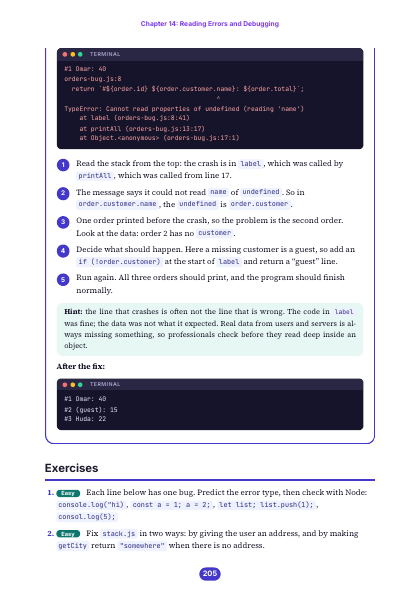 Chapter 14: Reading Errors and Debugging
TERMINAL
#1 Omar: 40
orders-bug.js:8
return `#${order.id} ${order.customer.name}: ${order.total}`;
^
TypeError: Cannot read properties of undefined (reading 'name')
at label (orders-bug.js:8:41)
at printAll (orders-bug.js:13:17)
at Object.<anonymous> (orders-bug.js:17:1)
1 Read the stack from the top: the crash is in label, which was called by
printAll, which was called from line 17.
2 The message says it could not read name of undefined. So in
order.customer.name, the undefined is order.customer.
3 One order printed before the crash, so the problem is the second order.
Look at the data: order 2 has no customer.
4 Decide what should happen. Here a missing customer is a guest, so add an
if (!order.customer) at the start of label and return a “guest” line.
5 Run again. All three orders should print, and the program should finish
normally.
Hint: the line that crashes is often not the line that is wrong. The code in label
was fine; the data was not what it expected. Real data from users and servers is al-
ways missing something, so professionals check before they read deep inside an
object.
After the fix:
TERMINAL
#1 Omar: 40
#2 (guest): 15
#3 Huda: 22
Exercises
1. Easy Each line below has one bug. Predict the error type, then check with Node:
console.log("hi), const a = 1; a = 2;, let list; list.push(1);,
consol.log(5);
2. Easy Fix stack.js in two ways: by giving the user an address, and by making
getCity return "somewhere" when there is no address.
205